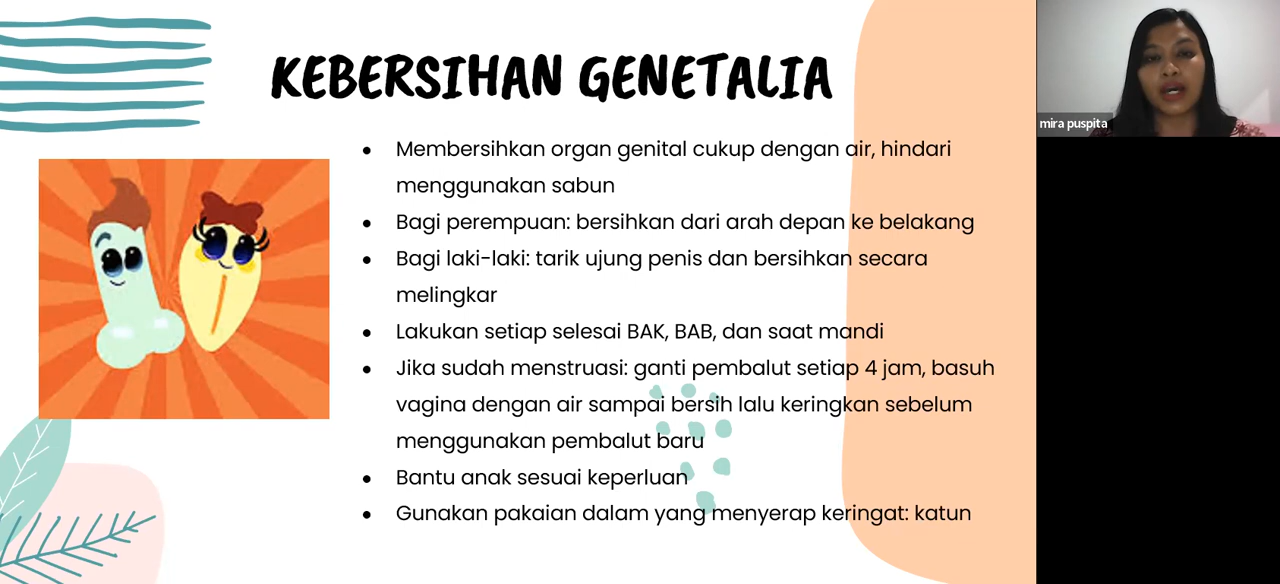 KEBERSIHAN GENETALIA
Membersihkan organ genital cukup dengan air, hindari
menggunakan sabun
Bagi perempuan: bersihkan dari arah depan ke belakang
Bagi laki-laki: tarik ujung penis dan bersihkan secara
melingkar
Lakukan setiap selesai BAK, BAB, dan saat mandi
Jika sudah menstruasi: ganti pembalut setiap 4 jam, basuh
vagina dengan air sampai bersih lalu keringkan sebelum
menggunakan pembalut baru
Bantu anak sesuai keperluan
Gunakan pakaian dalam yang menyerap keringat: katun
mira puspita